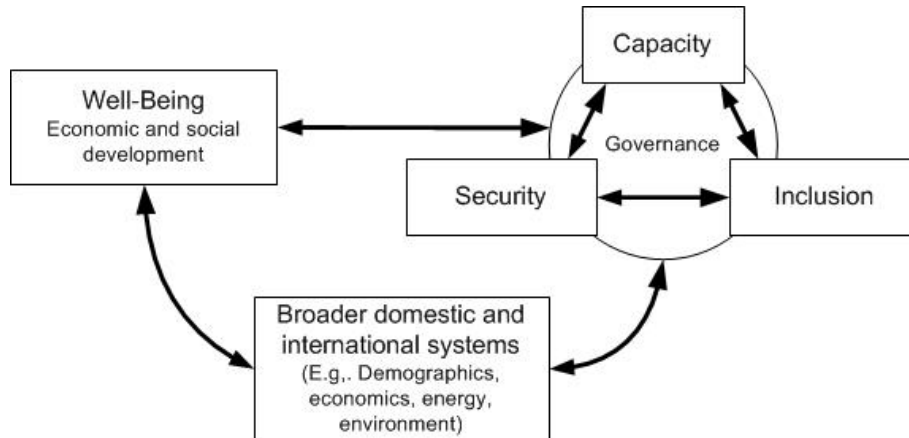 Capacity
Well-Being
Economic and social
development
Governance
Security
Inclusion
Broader domestic and
international systems
(E.g,. Demographics,
economics, energy,
environment)